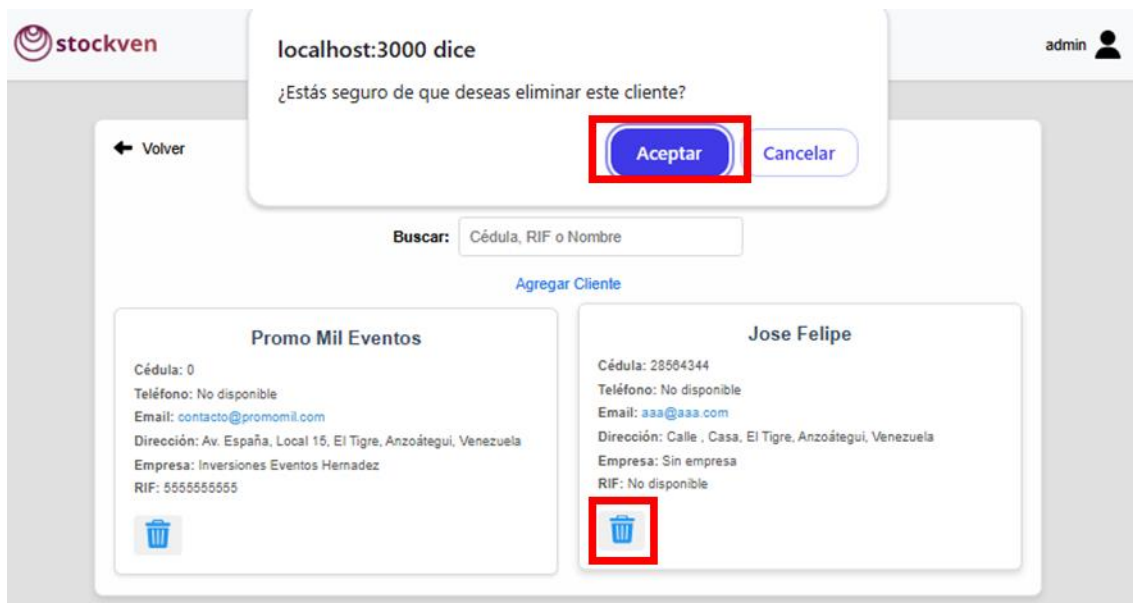 stockven
localhost:3000 dice
admin
¿Estás seguro de que deseas eliminar este cliente?
Aceptar
Cancelar
Volver
Buscar:
Cédula, RIF o Nombre
Agregar Cliente
Promo Mil Eventos
Cédula: 0
Teléfono: No disponible
Email: contacto@promomil.com
Dirección: Av. España, Local 15, El Tigre, Anzoátegui, Venezuela
Empresa: Inversiones Eventos Hernadez
RIF: 5555555555
Jose Felipe
Cédula: 28564344
Teléfono: No disponible
Email: aaa@aaa.com
Dirección: Calle , Casa, El Tigre, Anzoátegui, Venezuela
Empresa: Sin empresa
RIF: No disponible